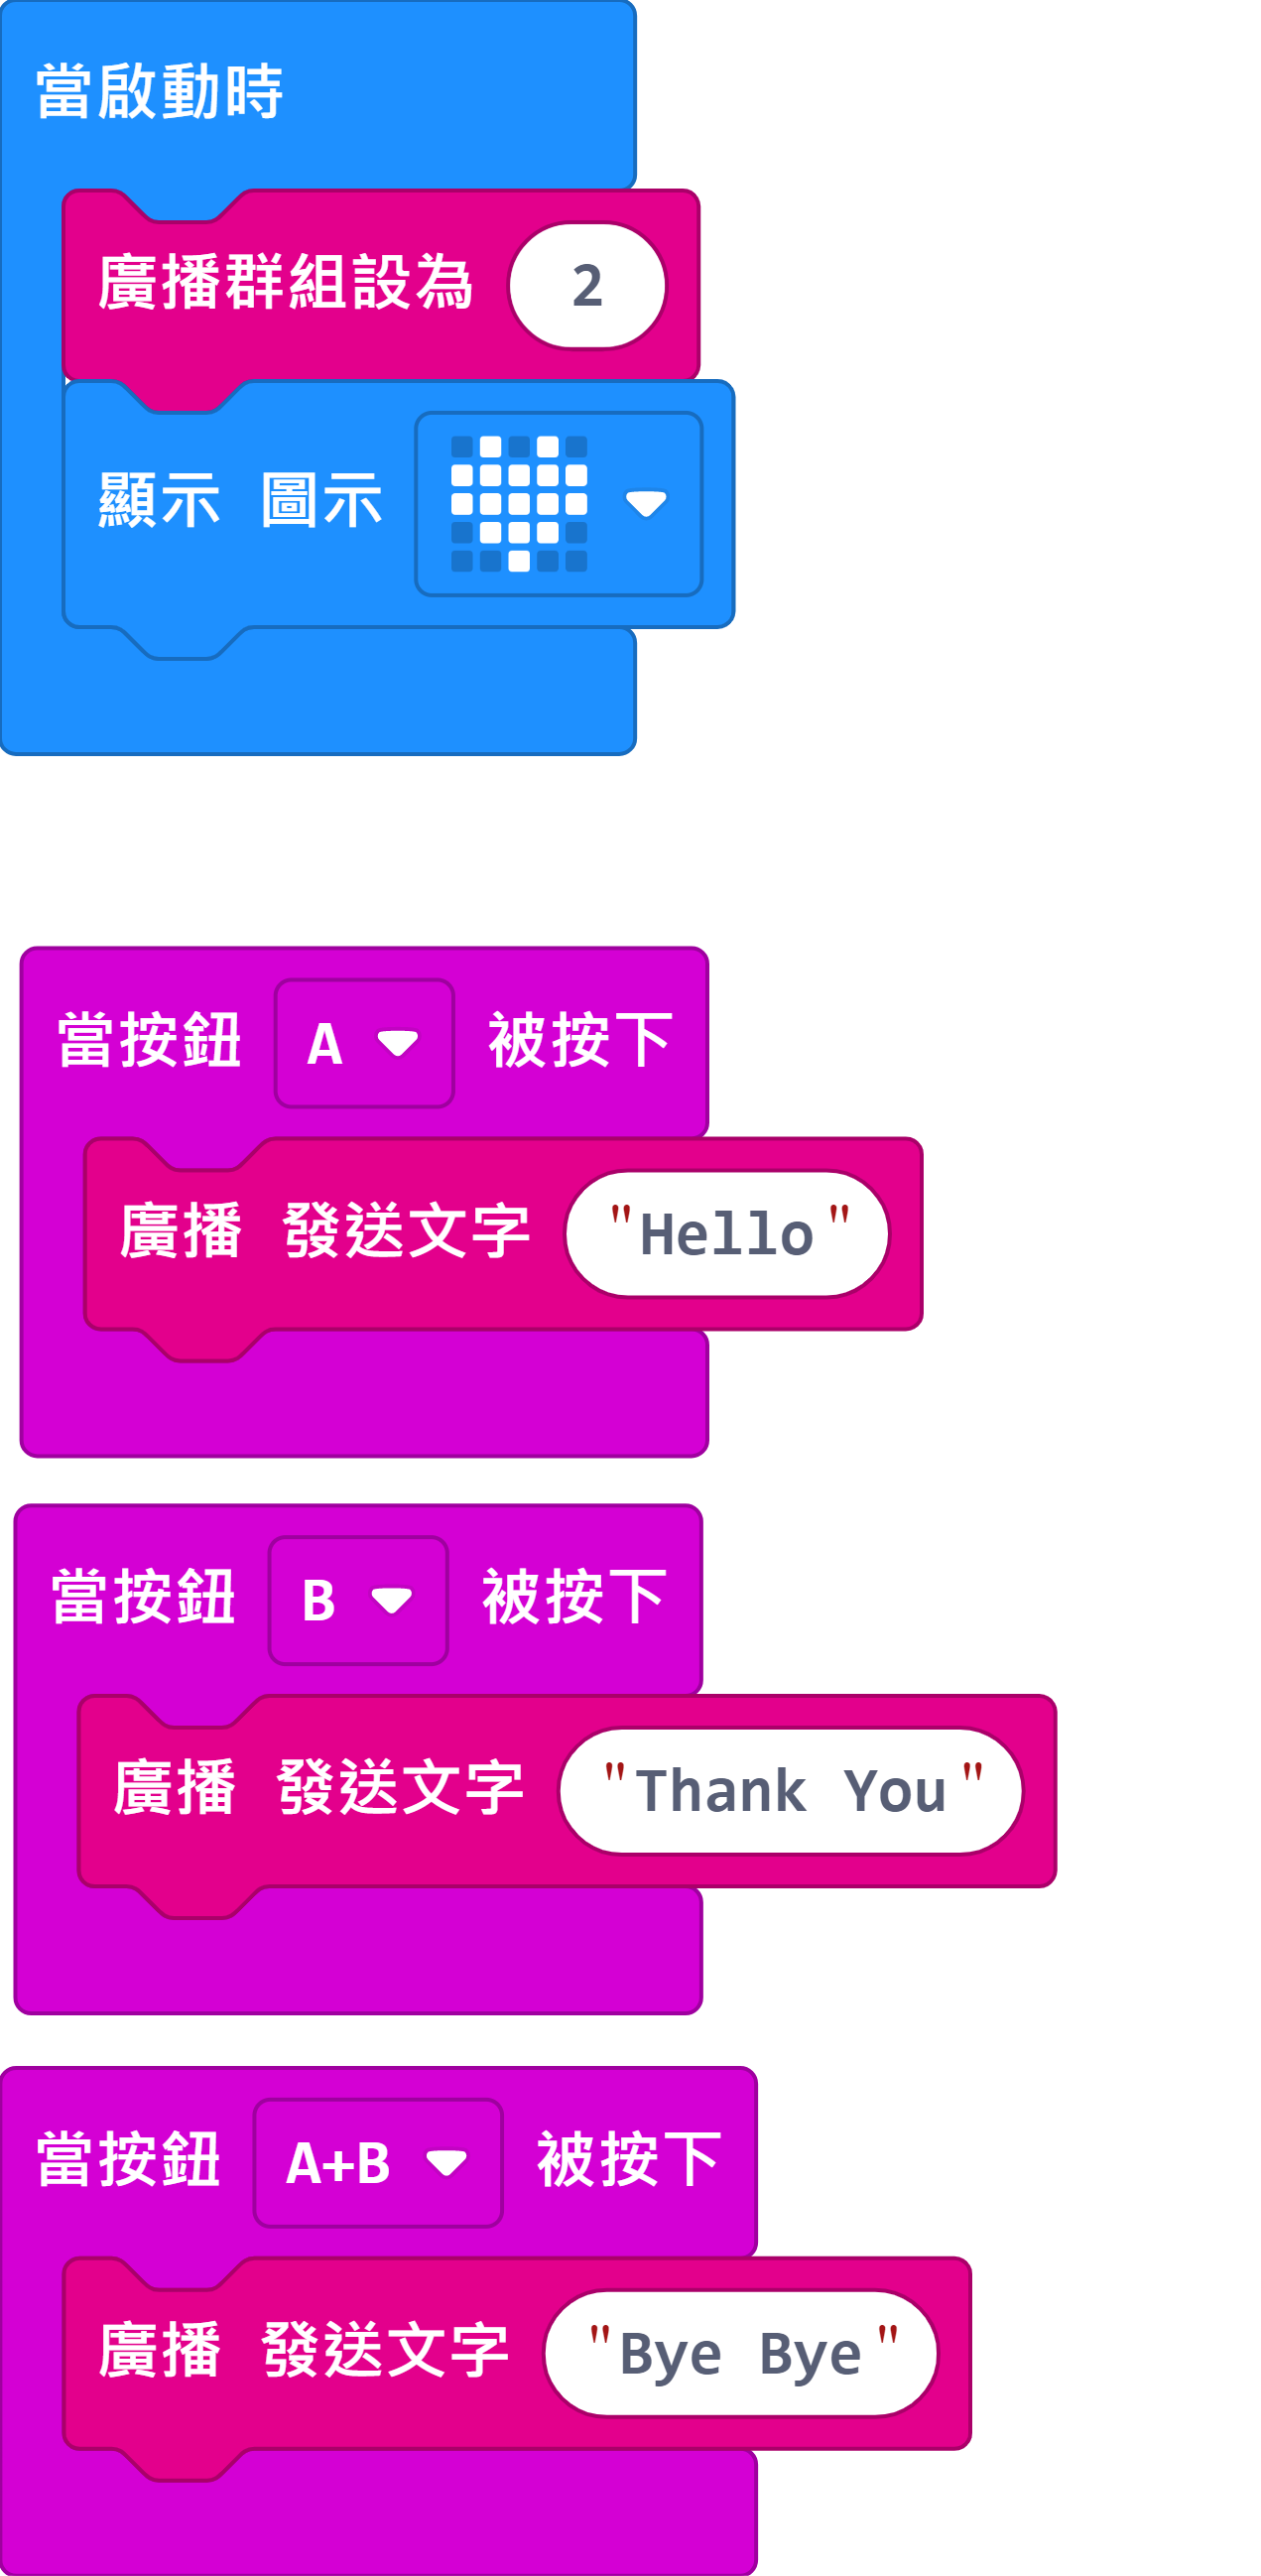 當啟動時
廣播群組設為 2
顯示 圖示
當按鈕 A 被按下
廣播 發送文字 "Hello"
當按鈕 B 被按下
廣播 發送文字 "Thank You"
當按鈕 A+B 被按下
廣播 發送文字 "Bye Bye"